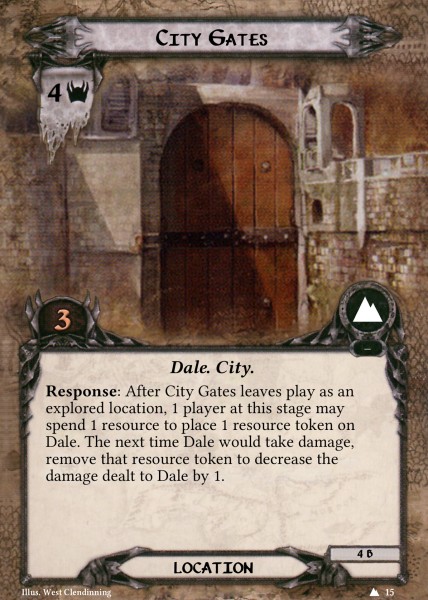 City Gates
4
3
–
Dale. City.
Response: After City Gates leaves play as an
explored location, 1 player at this stage may
spend 1 resource to place 1 resource token on
Dale. The next time Dale would take damage,
remove that resource token to decrease the
damage dealt to Dale by 1.
4 B
LOCATION
Illus. West Clendinning
15